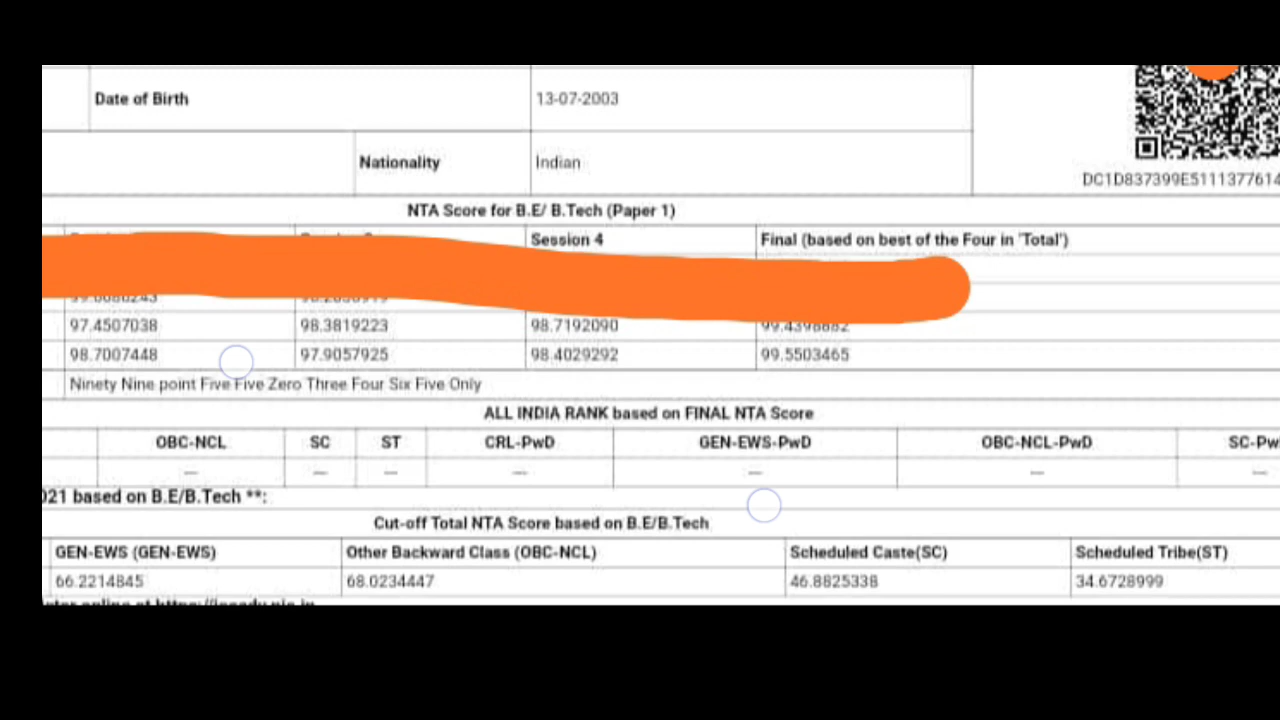 Date of Birth 13-07-2003
DC1D837399E5111377614
Nationality Indian
NTA Score for B.E/ B.Tech (Paper 1)
Session 4 Final (based on best of the Four in 'Total')
97.4507038 98.3819223 98.7192090 99.4398882
98.7007448 97.9057925 98.4029292 99.5503465
Ninety Nine point Five Five Zero Three Four Six Five Only
ALL INDIA RANK based on FINAL NTA Score
OBC-NCL SC ST CRL-PwD GEN-EWS-PwD OBC-NCL-PwD SC-Pw
— — — — — — —
021 based on B.E/B.Tech **:
Cut-off Total NTA Score based on B.E/B.Tech
GEN-EWS (GEN-EWS) Other Backward Class (OBC-NCL) Scheduled Caste(SC) Scheduled Tribe(ST)
66.2214845 68.0234447 46.8825338 34.6728999